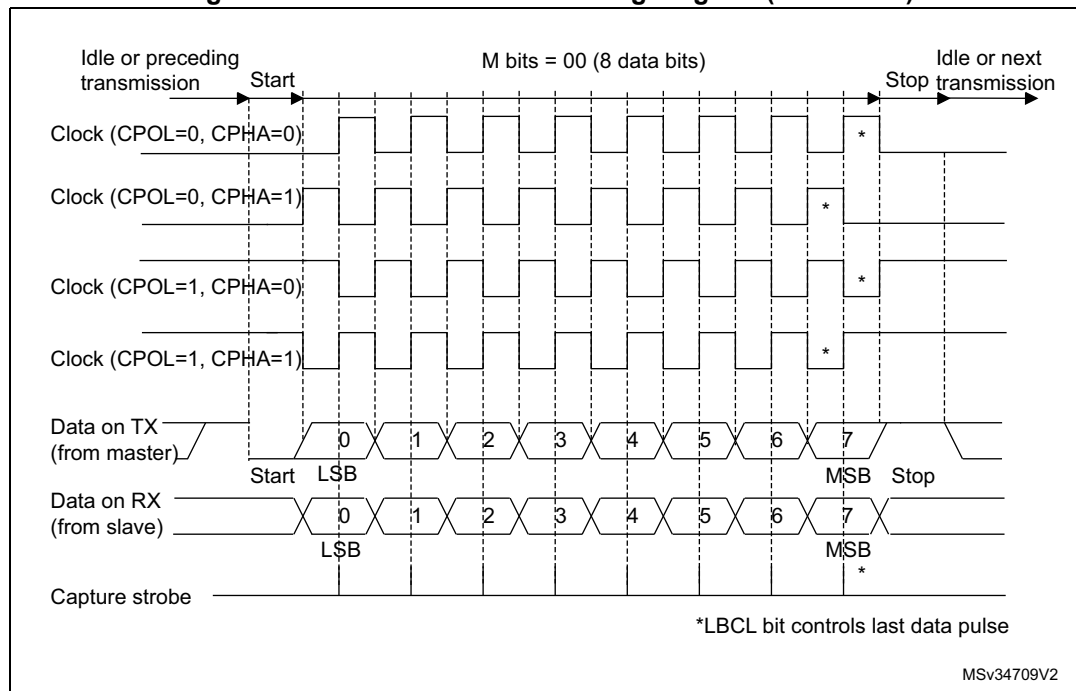 Idle or preceding
transmission
Start
M bits = 00 (8 data bits)
Stop
Idle or next
transmission
Clock (CPOL=0, CPHA=0)
*
Clock (CPOL=0, CPHA=1)
*
Clock (CPOL=1, CPHA=0)
*
Clock (CPOL=1, CPHA=1)
*
Data on TX
(from master)
0 1 2 3 4 5 6 7
Start LSB MSB Stop
Data on RX
(from slave)
0 1 2 3 4 5 6 7
LSB MSB
*
Capture strobe
*LBCL bit controls last data pulse
MSv34709V2